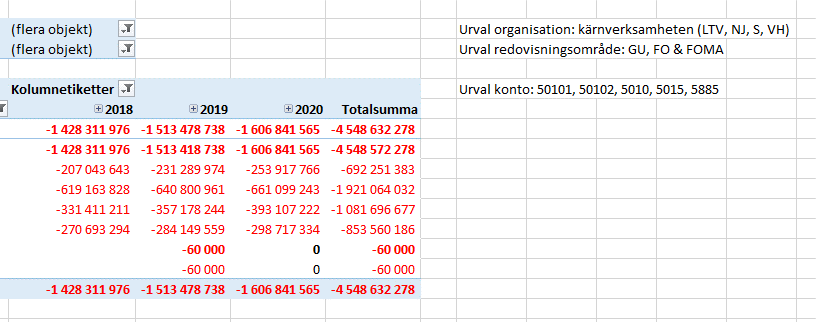 (flera objekt) Urval organisation: kärnverksamheten (LTV, NJ, S, VH)
(flera objekt) Urval redovisningsområde: GU, FO & FOMA
Kolumnetiketter Urval konto: 50101, 50102, 5010, 5015, 5885
2018 2019 2020 Totalsumma
-1 428 311 976 -1 513 478 738 -1 606 841 565 -4 548 632 278
-1 428 311 976 -1 513 418 738 -1 606 841 565 -4 548 572 278
-207 043 643 -231 289 974 -253 917 766 -692 251 383
-619 163 828 -640 800 961 -661 099 243 -1 921 064 032
-331 411 211 -357 178 244 -393 107 222 -1 081 696 677
-270 693 294 -284 149 559 -298 717 334 -853 560 186
-60 000 0 -60 000
-60 000 0 -60 000
-1 428 311 976 -1 513 478 738 -1 606 841 565 -4 548 632 278